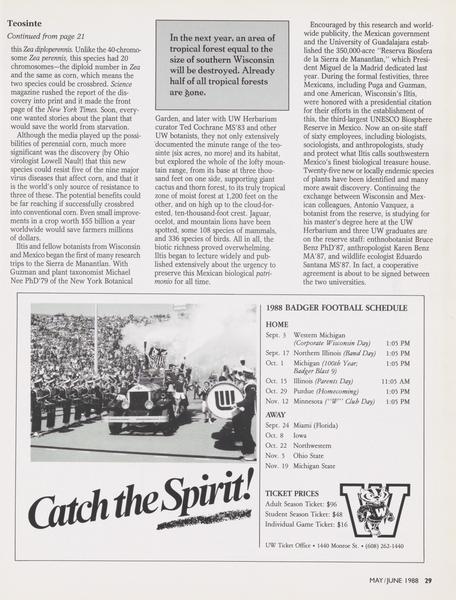 Teosinte
Continued from page 21
this Zea diploperennis. Unlike the 40-chromo-
some Zea perennis, this species had 20
chromosomes—the diploid number in Zea
and the same as corn, which means the
two species could be crossbred. Science
magazine rushed the report of the dis-
covery into print and it made the front
page of the New York Times. Soon, every-
one wanted stories about the plant that
would save the world from starvation.
Although the media played up the possi-
bilities of perennial corn, much more
significant was the discovery (by Ohio
virologist Lowell Nault) that this new
species could resist five of the nine major
virus diseases that affect corn, and that it
is the world's only source of resistance to
three of these. The potential benefits could
be far reaching if successfully crossbred
into conventional corn. Even small improve-
ments in a crop worth $55 billion a year
worldwide would save farmers millions
of dollars.
Iltis and fellow botanists from Wisconsin
and Mexico began the first of many research
trips to the Sierra de Manantlan. With
Guzman and plant taxonomist Michael
Nee PhD'79 of the New York Botanical
In the next year, an area of
tropical forest equal to the
size of southern Wisconsin
will be destroyed. Already
half of all tropical forests
are gone.
Garden, and later with UW Herbarium
curator Ted Cochrane MS'83 and other
UW botanists, they not only extensively
documented the minute range of the teo-
sinte (six acres, no more) and its habitat,
but explored the whole of the lofty moun-
tain range, from its base at three thou-
sand feet on one side, supporting giant
cactus and thorn forest, to its truly tropical
zone of moist forest at 1,200 feet on the
other, and on high up to the cloud-for-
ested, ten-thousand-foot crest. Jaguar,
ocelot, and mountain lions have been
spotted, some 108 species of mammals,
and 336 species of birds. All in all, the
biotic richness proved overwhelming.
Iltis began to lecture widely and pub-
lished extensively about the urgency to
preserve this Mexican biological patri-
monio for all time.
Encouraged by this research and world-
wide publicity, the Mexican government
and the University of Guadalajara estab-
lished the 350,000-acre "Reserva Biosfera
de la Sierra de Manantlan," which Presi-
dent Miguel de la Madrid dedicated last
year. During the formal festivities, three
Mexicans, including Puga and Guzman,
and one American, Wisconsin's Iltis,
were honored with a presidential citation
for their efforts in the establishment of
this, the third-largest UNESCO Biosphere
Reserve in Mexico. Now an on-site staff
of sixty employees, including biologists,
sociologists, and anthropologists, study
and protect what Iltis calls southwestern
Mexico's finest biological treasure house.
Twenty-five new or locally endemic species
of plants have been identified and many
more await discovery. Continuing the
exchange between Wisconsin and Mex-
ican colleagues, Antonio Vazquez, a
botanist from the reserve, is studying for
his master's degree here at the UW
Herbarium and three UW graduates are
on the reserve staff: ethnobotanist Bruce
Benz PhD'87, anthropologist Karen Benz
MA'87, and wildlife ecologist Eduardo
Santana MS'87. In fact, a cooperative
agreement is about to be signed between
the two universities.
W
Catch the Spirit!
1988 BADGER FOOTBALL SCHEDULE
HOME
Sept. 3 Western Michigan
(Corporate Wisconsin Day) 1:05 PM
Sept. 17 Northern Illinois (Band Day) 1:05 PM
Oct. 1 Michigan (100th Year;
Badger Blast 9) 1:05 PM
Oct. 15 Illinois (Parents Day) 11:05 AM
Oct. 29 Purdue (Homecoming) 1:05 PM
Nov. 12 Minnesota ("W" Club Day) 1:05 PM
AWAY
Sept. 24 Miami (Florida)
Oct. 8 Iowa
Oct. 22 Northwestern
Nov. 5 Ohio State
Nov. 19 Michigan State
TICKET PRICES
Adult Season Ticket: $96
Student Season Ticket: $48
Individual Game Ticket: $16
W
UW Ticket Office • 1440 Monroe St. • (608) 262-1440
MAY/JUNE 1988 29